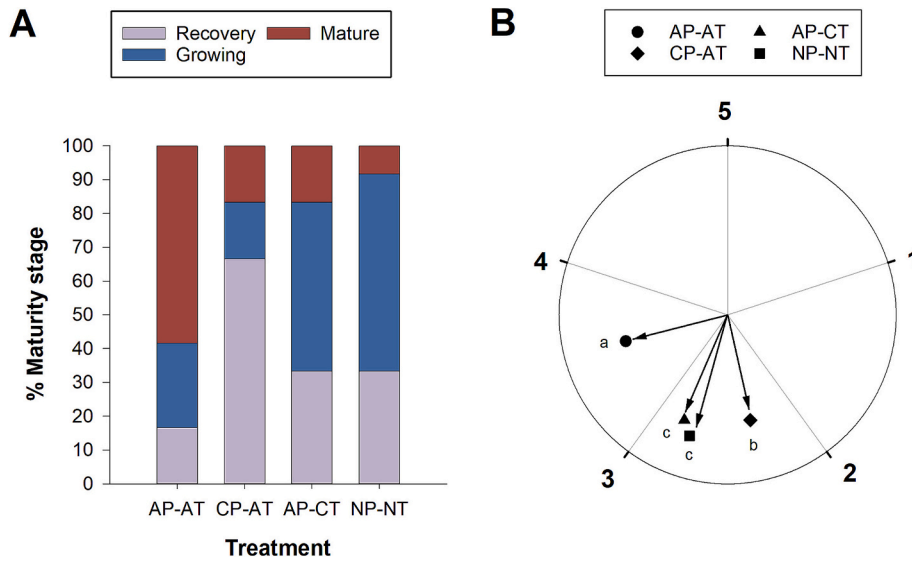 A
Recovery Mature
Growing
100
90
80
70
60
50
40
30
20
10
0
% Maturity stage
AP-AT CP-AT AP-CT NP-NT
Treatment
B
AP-AT AP-CT
CP-AT NP-NT
5
4
1
a
c
c
b
3
2